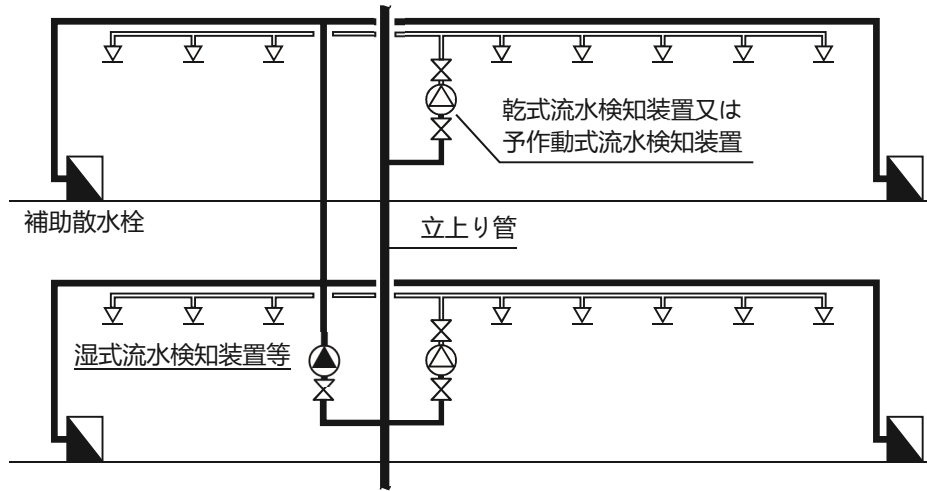 乾式流水検知装置又は
予作動式流水検知装置
補助散水栓
立上り管
湿式流水検知装置等